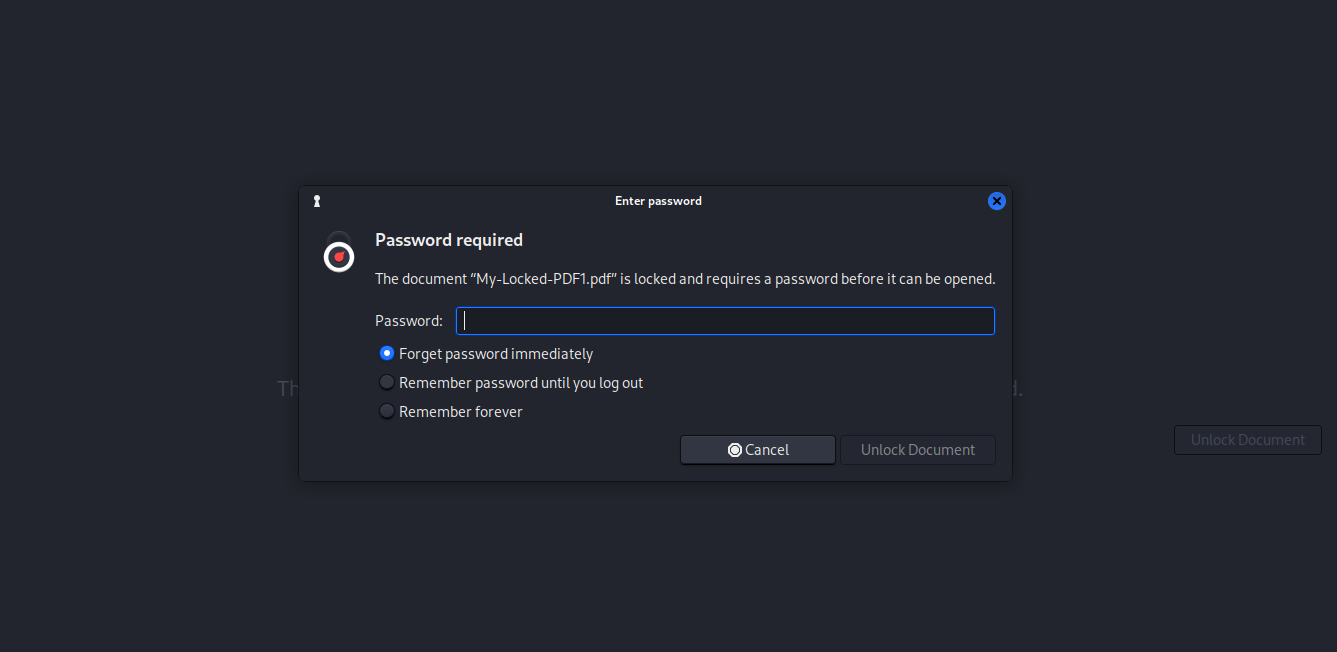 Enter password
Password required
The document “My-Locked-PDF1.pdf” is locked and requires a password before it can be opened.
Password:
Forget password immediately
Remember password until you log out
Remember forever
Cancel
Unlock Document
Unlock Document